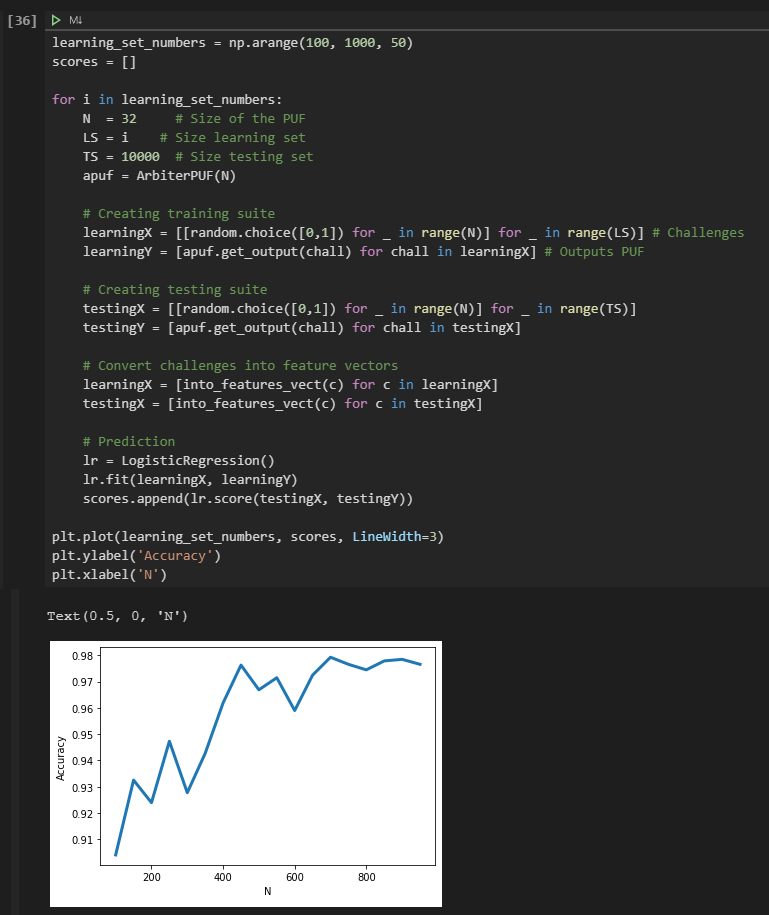 [36] M↓
learning_set_numbers = np.arange(100, 1000, 50)
scores = []
for i in learning_set_numbers:
    N  = 32     # Size of the PUF
    LS = i    # Size learning set
    TS = 10000  # Size testing set
    apuf = ArbiterPUF(N)
    # Creating training suite
    learningX = [[random.choice([0,1]) for _ in range(N)] for _ in range(LS)] # Challenges
    learningY = [apuf.get_output(chall) for chall in learningX] # Outputs PUF
    # Creating testing suite
    testingX = [[random.choice([0,1]) for _ in range(N)] for _ in range(TS)]
    testingY = [apuf.get_output(chall) for chall in testingX]
    # Convert challenges into feature vectors
    learningX = [into_features_vect(c) for c in learningX]
    testingX = [into_features_vect(c) for c in testingX]
    # Prediction
    lr = LogisticRegression()
    lr.fit(learningX, learningY)
    scores.append(lr.score(testingX, testingY))
plt.plot(learning_set_numbers, scores, LineWidth=3)
plt.ylabel('Accuracy')
plt.xlabel('N')
Text(0.5, 0, 'N')
0.98
0.97
0.96
0.95
0.94
0.93
0.92
0.91
Accuracy
200 400 600 800
N